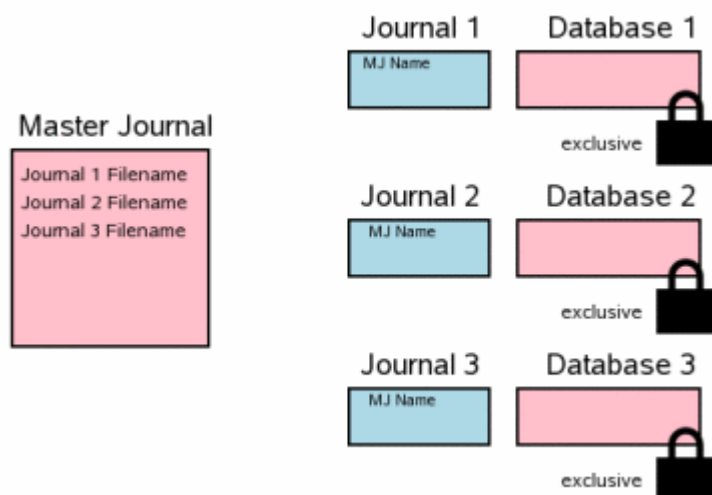 Master Journal
Journal 1 Filename
Journal 2 Filename
Journal 3 Filename
Journal 1
MJ Name
Database 1
exclusive
Journal 2
MJ Name
Database 2
exclusive
Journal 3
MJ Name
Database 3
exclusive